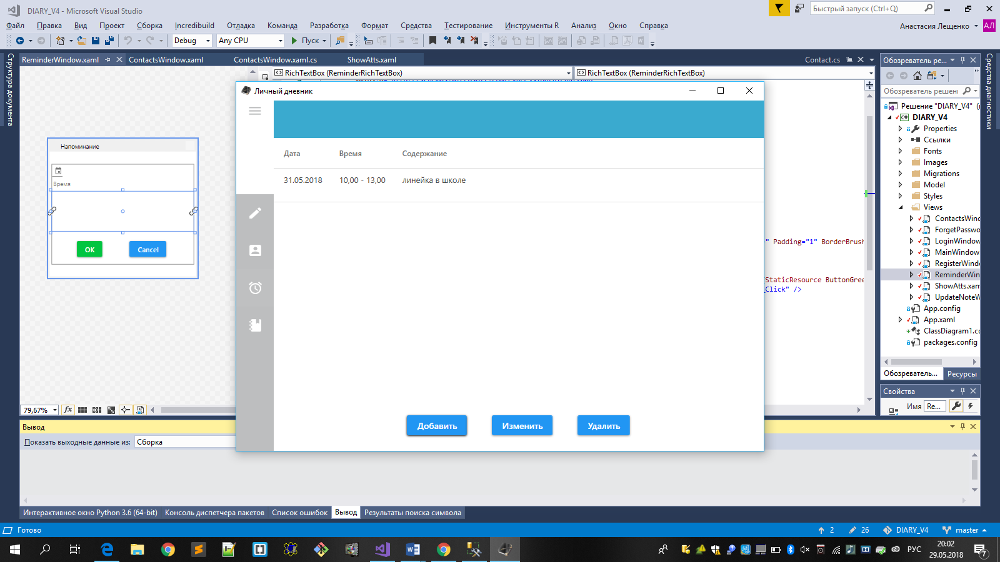 DIARY_V4 - Microsoft Visual Studio
Быстрый запуск (Ctrl+Q)
Файл Правка Вид Проект Сборка Incredibuild Отладка Команда Разработка Формат Средства Тестирование Инструменты R Анализ Окно Справка
Анастасия Лещенко АЛ
Debug Any CPU Пуск
Структура документа
ReminderWindow.xaml ContactsWindow.xaml ContactsWindow.xaml.cs ShowAtts.xaml Contact.cs
RichTextBox (ReminderRichTextBox) RichTextBox (ReminderRichTextBox)
Личный дневник
Дата Время Содержание
31.05.2018 10,00 - 13,00 линейка в школе
Добавить Изменить Удалить
Напоминание
Время
OK Cancel
" Padding="1" BorderBrush
StaticResource ButtonGree
Click" />
79,67%
Обозреватель ре...
Обозреватель решени
Решение "DIARY_V4" (
DIARY_V4
Properties
Ссылки
Fonts
Images
Migrations
Model
Styles
Views
ContactsWind
ForgetPasswo
LoginWindow
MainWindow
RegisterWind
ReminderWin
ShowAtts.xam
UpdateNoteW
App.config
App.xaml
ClassDiagram1.c
packages.config
Обозреватель... Ресурсы
Свойства
Имя Re...
Средства диагностики
Вывод
Показать выходные данные из: Сборка
Интерактивное окно Python 3.6 (64-bit) Консоль диспетчера пакетов Список ошибок Вывод Результаты поиска символа
Готово
2 26 DIARY_V4 master
РУС
20:02
29.05.2018
7